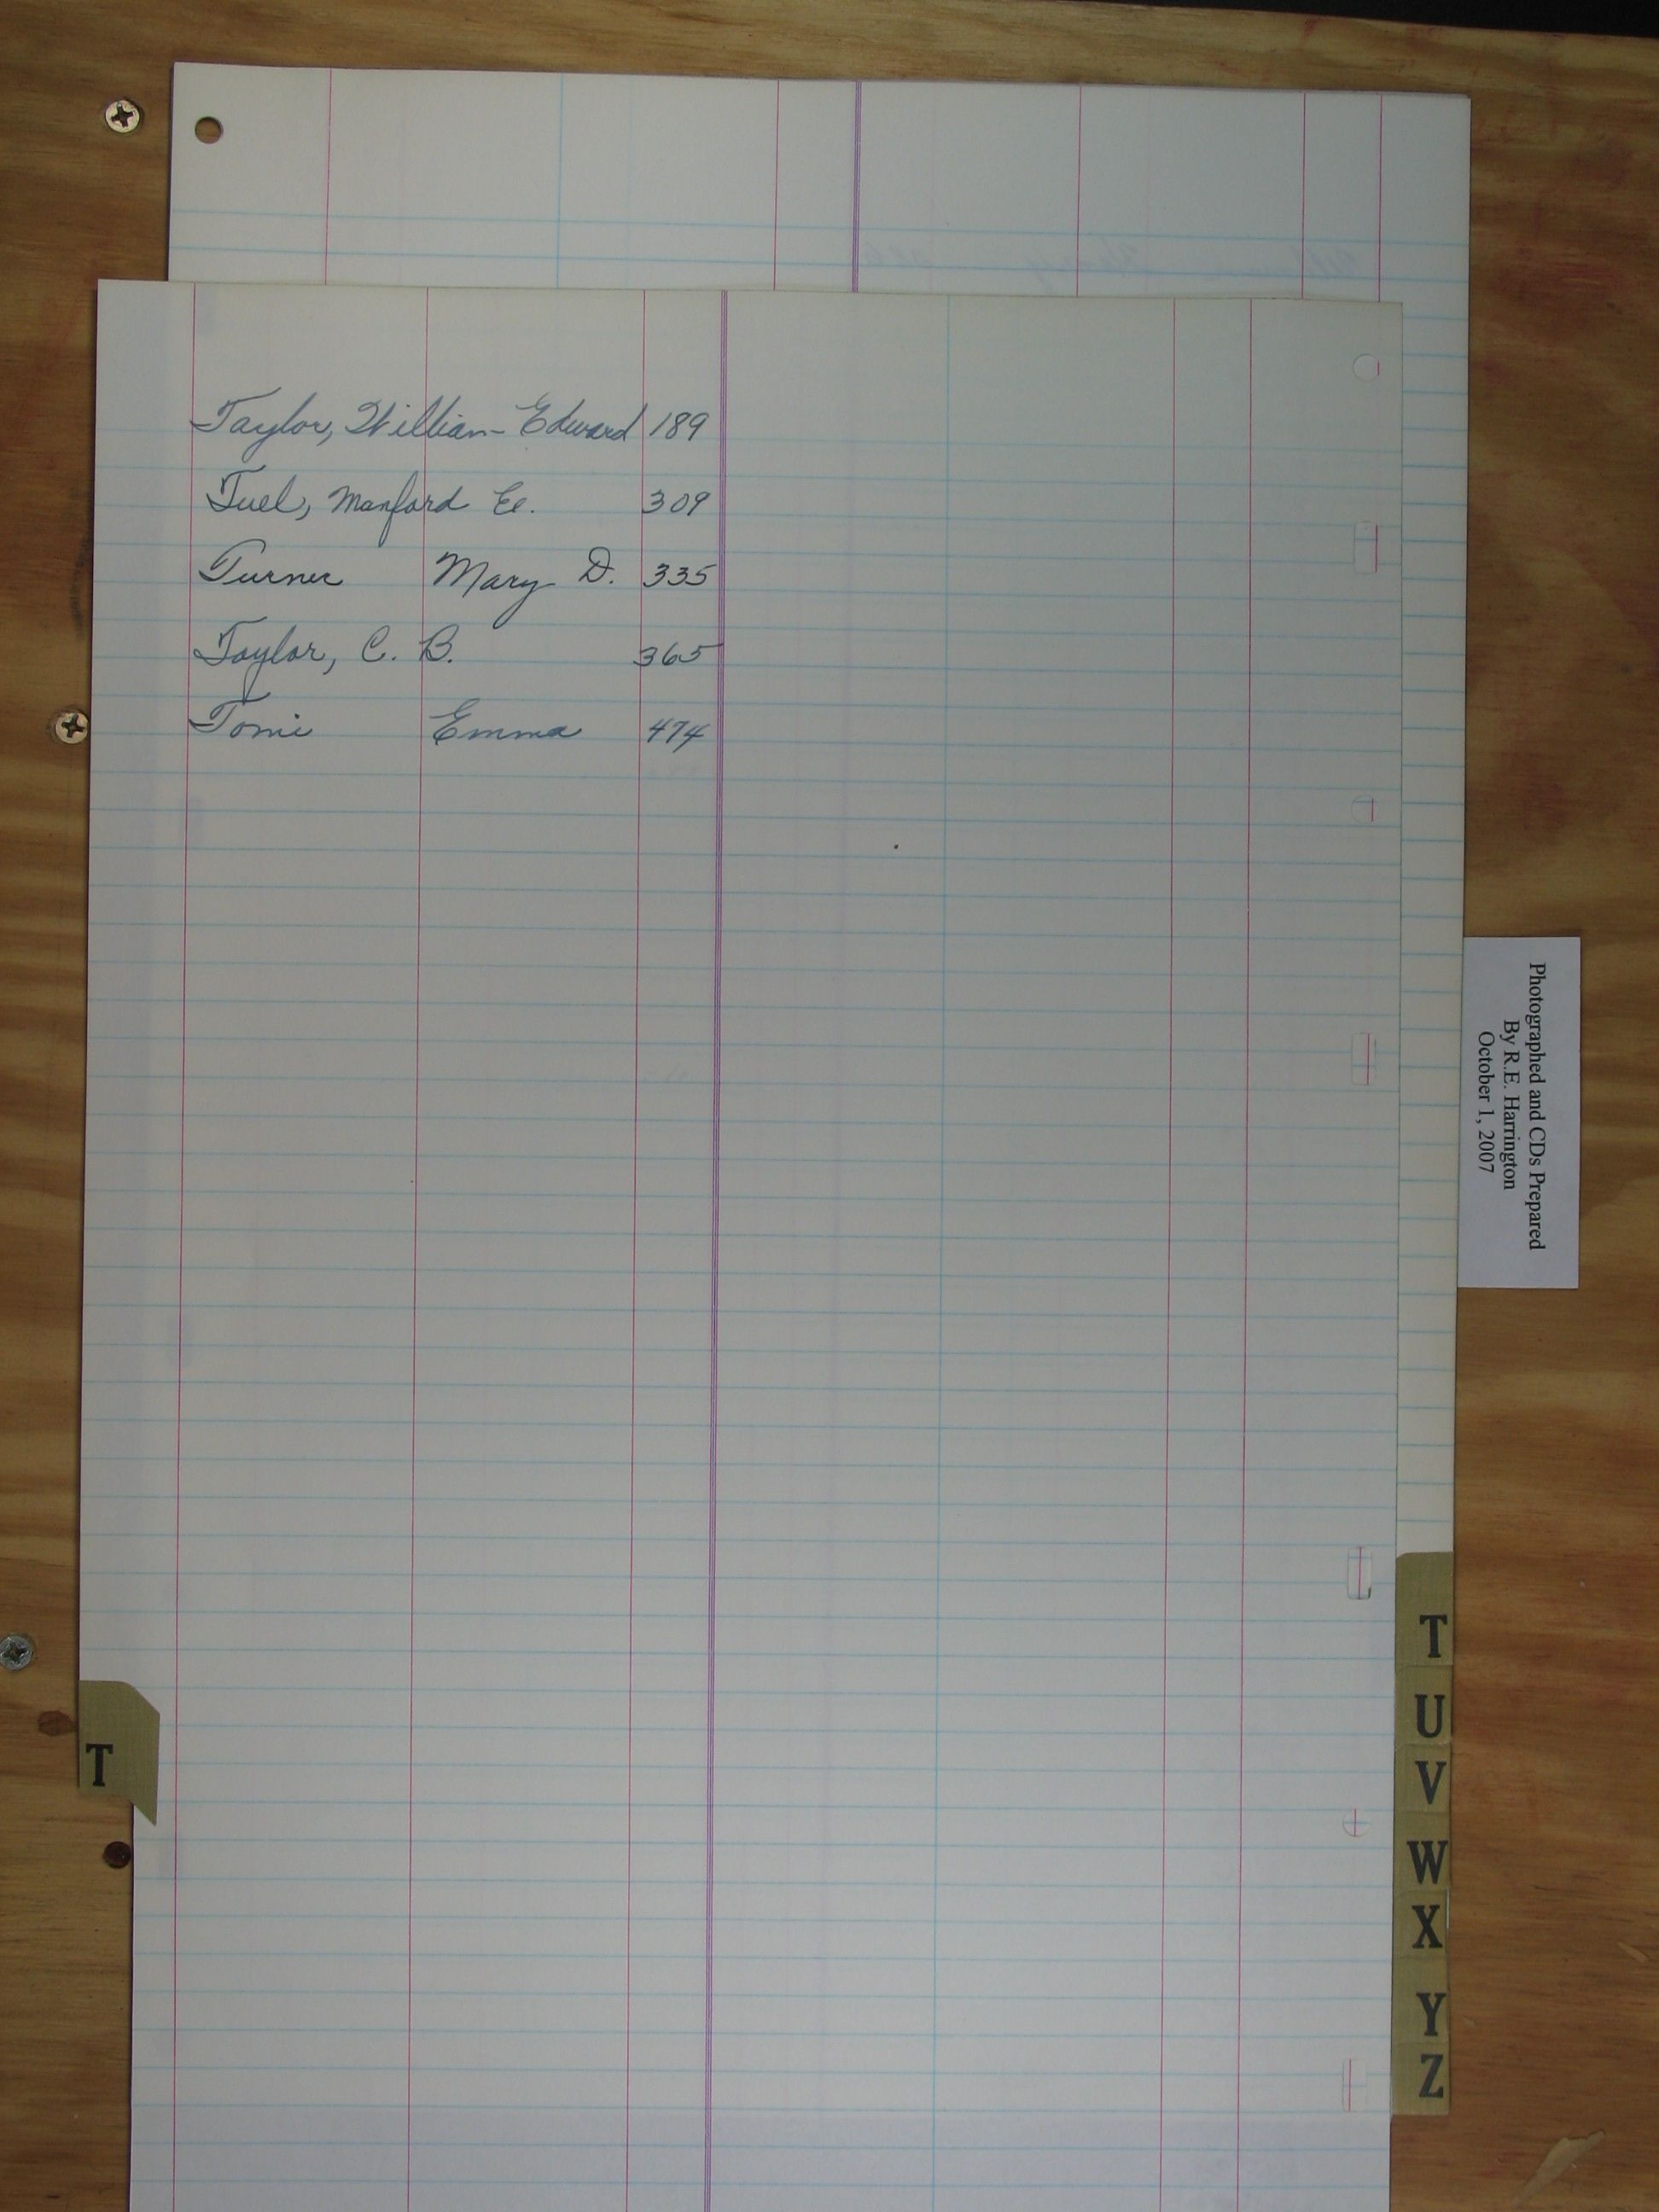 Taylor, William Edward 189
Tuel, Manford E. 309
Turner Mary D. 335
Taylor, C. B. 365
Tomi Emma 474
Photographed and CDs Prepared
By R.E. Harrington
October 1, 2007
T
T
U
V
W
X
Y
Z